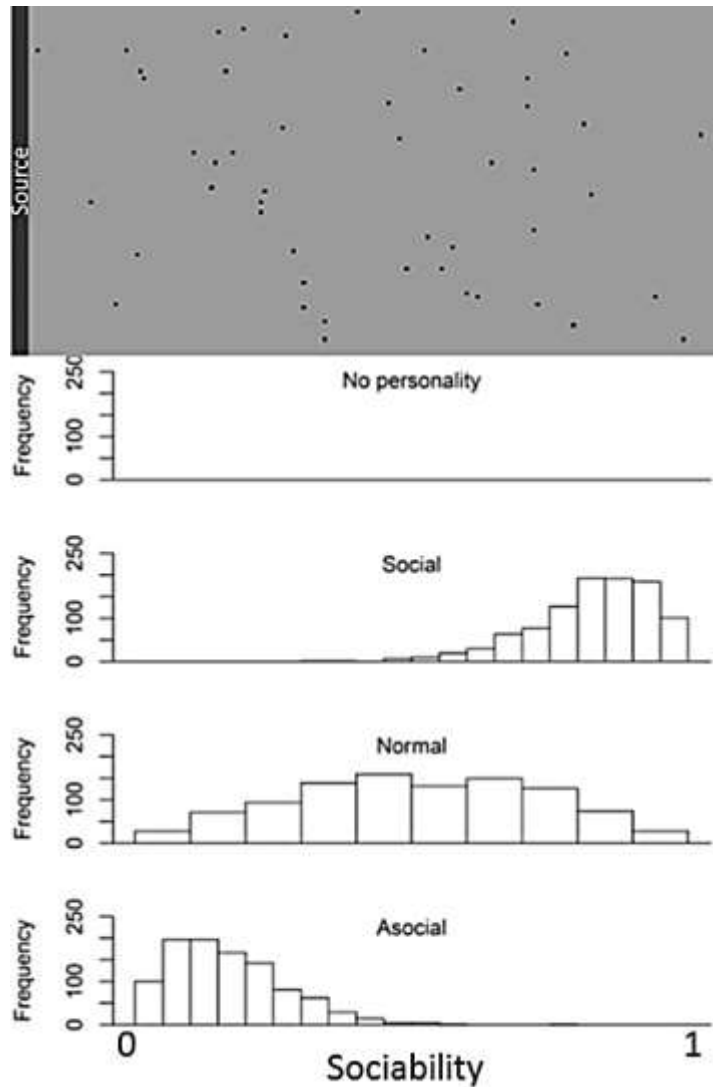 Source
No personality
Frequency
250
100
0
Social
Frequency
250
100
0
Normal
Frequency
250
100
0
Asocial
Frequency
250
100
0
0 1
Sociability